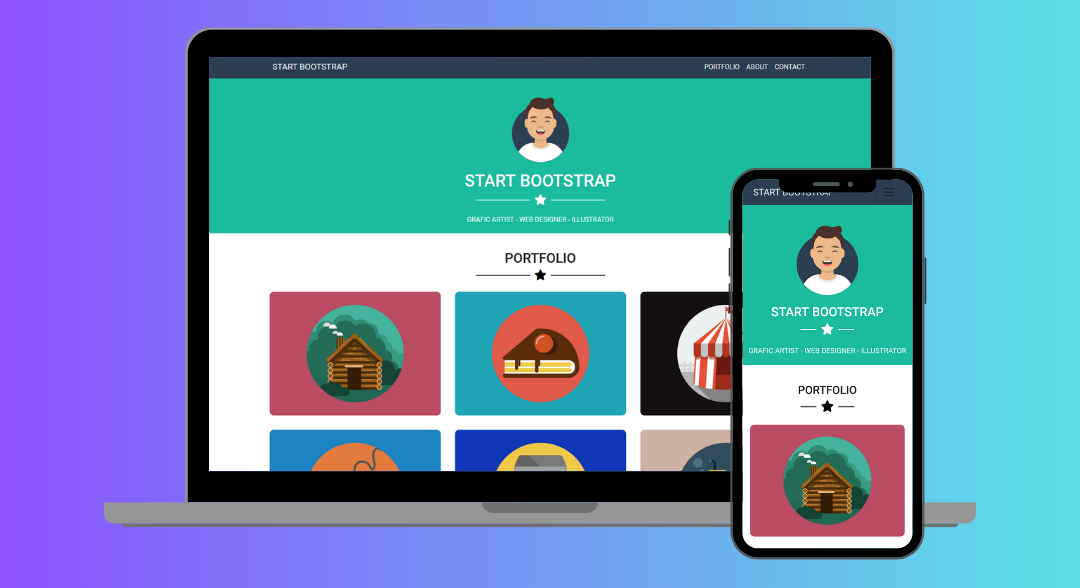 START BOOTSTRAP
PORTFOLIO ABOUT CONTACT
START BOOTSTRAP
GRAFIC ARTIST - WEB DESIGNER - ILLUSTRATOR
PORTFOLIO
START BOOTSTRAP
START BOOTSTRAP
GRAFIC ARTIST - WEB DESIGNER - ILLUSTRATOR
PORTFOLIO